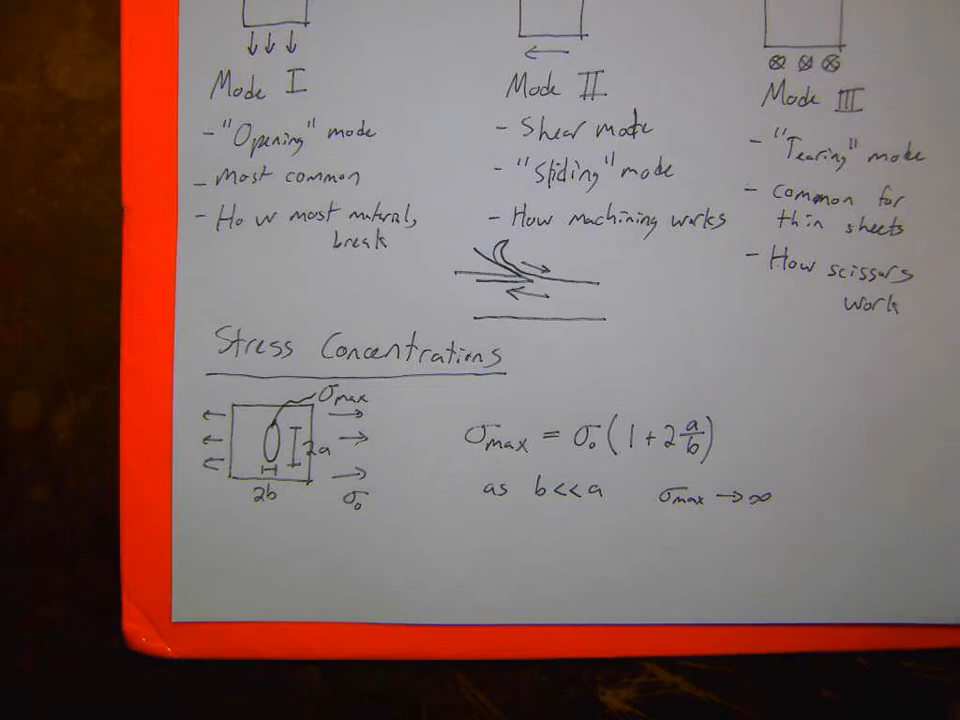 Mode I
- "Opening" mode
- Most common
- How most materials
break
Mode II
- Shear mode
- "Sliding" mode
- How machining works
Mode III
- "Tearing" mode
- Common for
thin sheets
- How scissors
work
Stress Concentrations
σmax
2a
2b
σ₀
σmax = σ₀ (1 + 2 a/b)
as b << a σmax → ∞